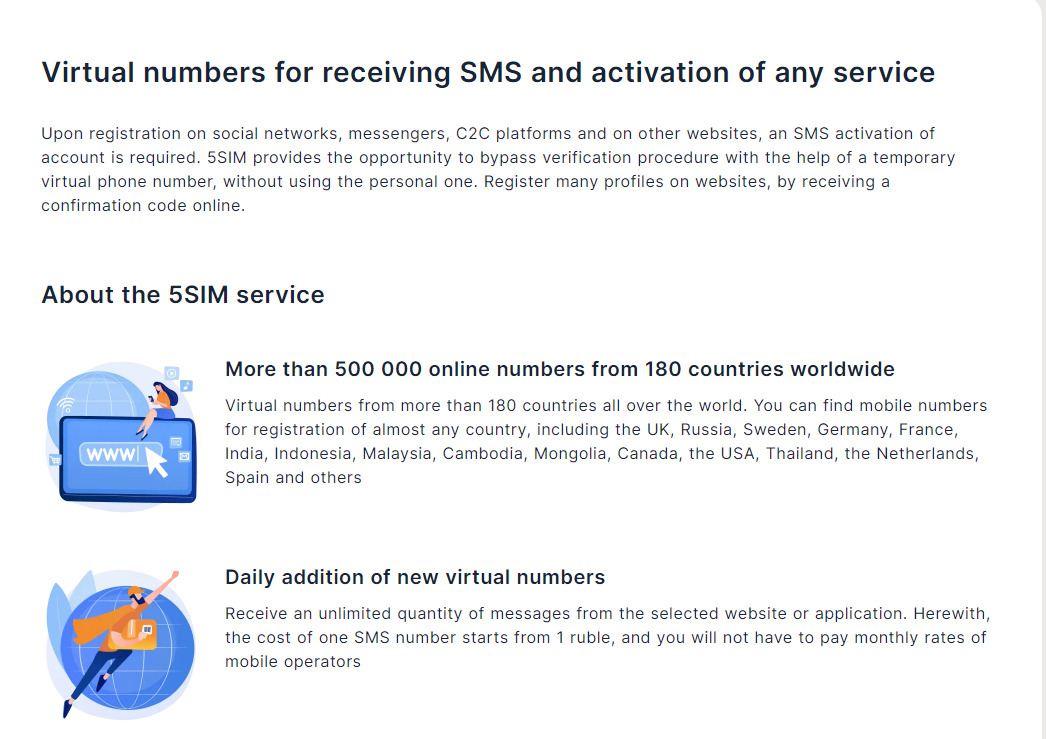 Virtual numbers for receiving SMS and activation of any service
Upon registration on social networks, messengers, C2C platforms and on other websites, an SMS activation of
account is required. 5SIM provides the opportunity to bypass verification procedure with the help of a temporary
virtual phone number, without using the personal one. Register many profiles on websites, by receiving a
confirmation code online.
About the 5SIM service
WWW
More than 500 000 online numbers from 180 countries worldwide
Virtual numbers from more than 180 countries all over the world. You can find mobile numbers
for registration of almost any country, including the UK, Russia, Sweden, Germany, France,
India, Indonesia, Malaysia, Cambodia, Mongolia, Canada, the USA, Thailand, the Netherlands,
Spain and others
Daily addition of new virtual numbers
Receive an unlimited quantity of messages from the selected website or application. Herewith,
the cost of one SMS number starts from 1 ruble, and you will not have to pay monthly rates of
mobile operators